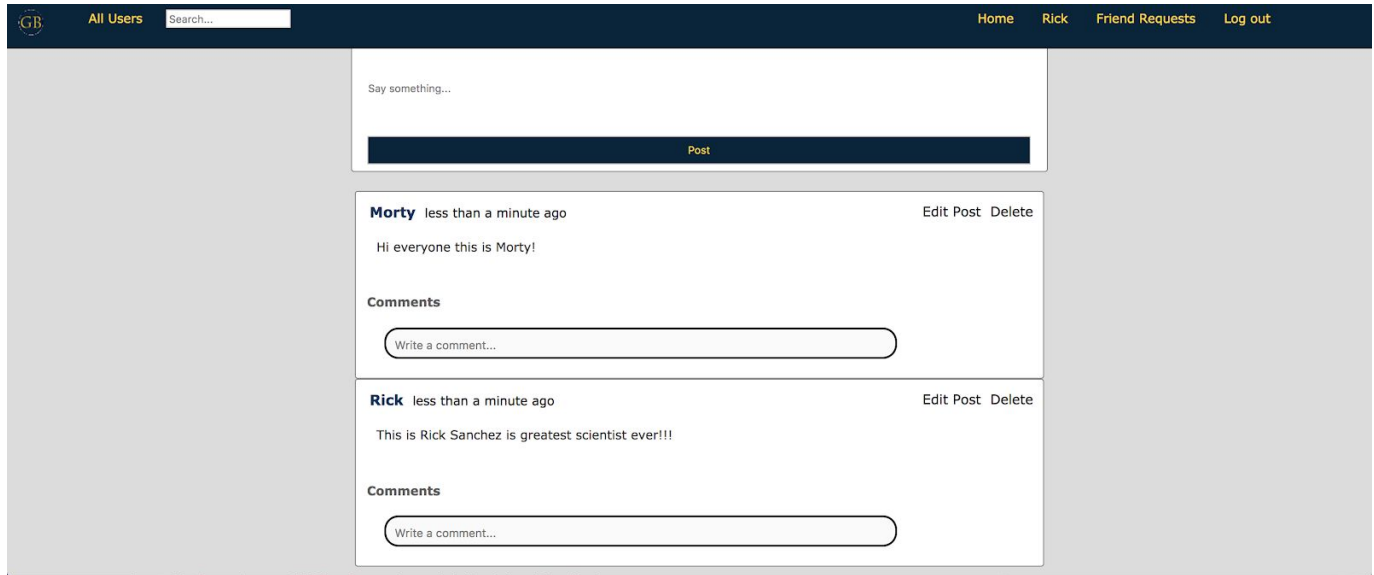 GB All Users Search... Home Rick Friend Requests Log out
Say something...
Post
Morty less than a minute ago Edit Post Delete
Hi everyone this is Morty!
Comments
Write a comment...
Rick less than a minute ago Edit Post Delete
This is Rick Sanchez is greatest scientist ever!!!
Comments
Write a comment...